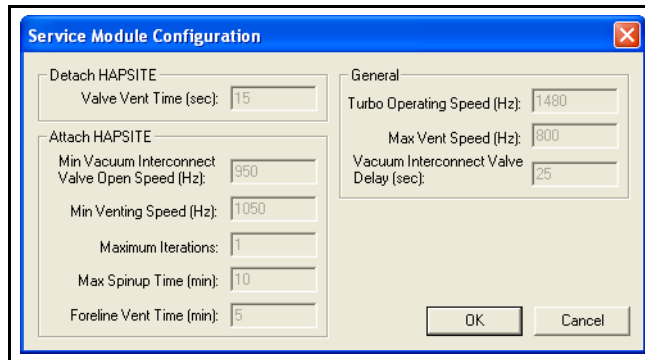 Service Module Configuration
Detach HAPSITE
Valve Vent Time (sec): 15
Attach HAPSITE
Min Vacuum Interconnect
Valve Open Speed (Hz): 950
Min Venting Speed (Hz): 1050
Maximum Iterations: 1
Max Spinup Time (min): 10
Foreline Vent Time (min): 5
General
Turbo Operating Speed (Hz): 1480
Max Vent Speed (Hz): 800
Vacuum Interconnect Valve
Delay (sec): 25
OK Cancel